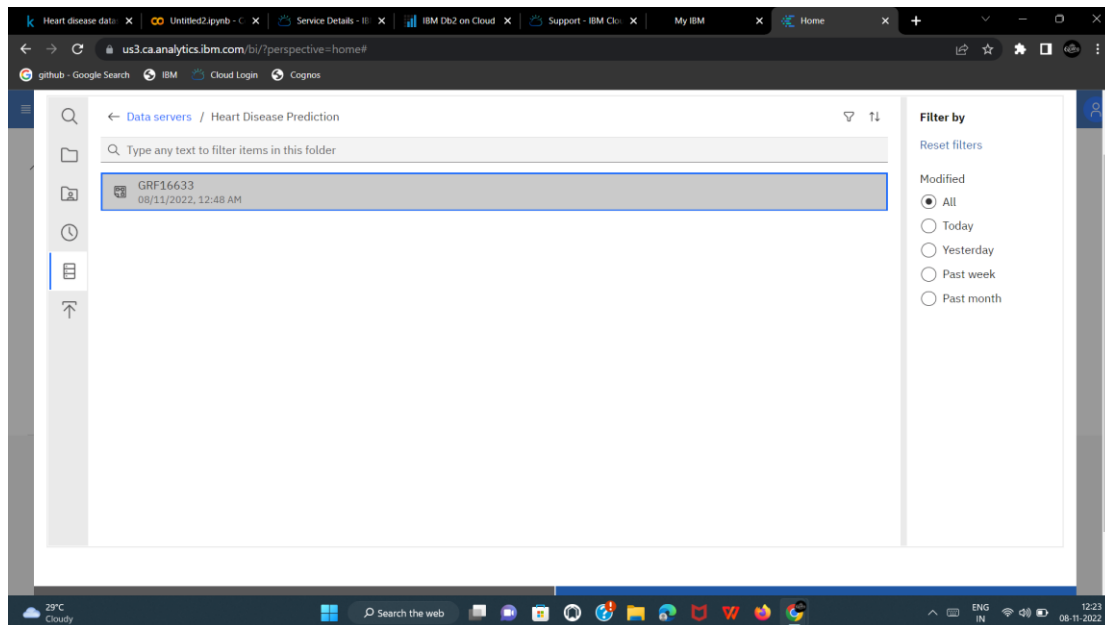 Heart disease data:
Untitled2.ipynb - C
Service Details - IB
IBM Db2 on Cloud
Support - IBM Clou
My IBM
Home
us3.ca.analytics.ibm.com/bi/?perspective=home#
github - Google Search
IBM
Cloud Login
Cognos
← Data servers / Heart Disease Prediction
Type any text to filter items in this folder
GRF16633
08/11/2022, 12:48 AM
Filter by
Reset filters
Modified
All
Today
Yesterday
Past week
Past month
29°C
Cloudy
Search the web
ENG
IN
12:23
08-11-2022